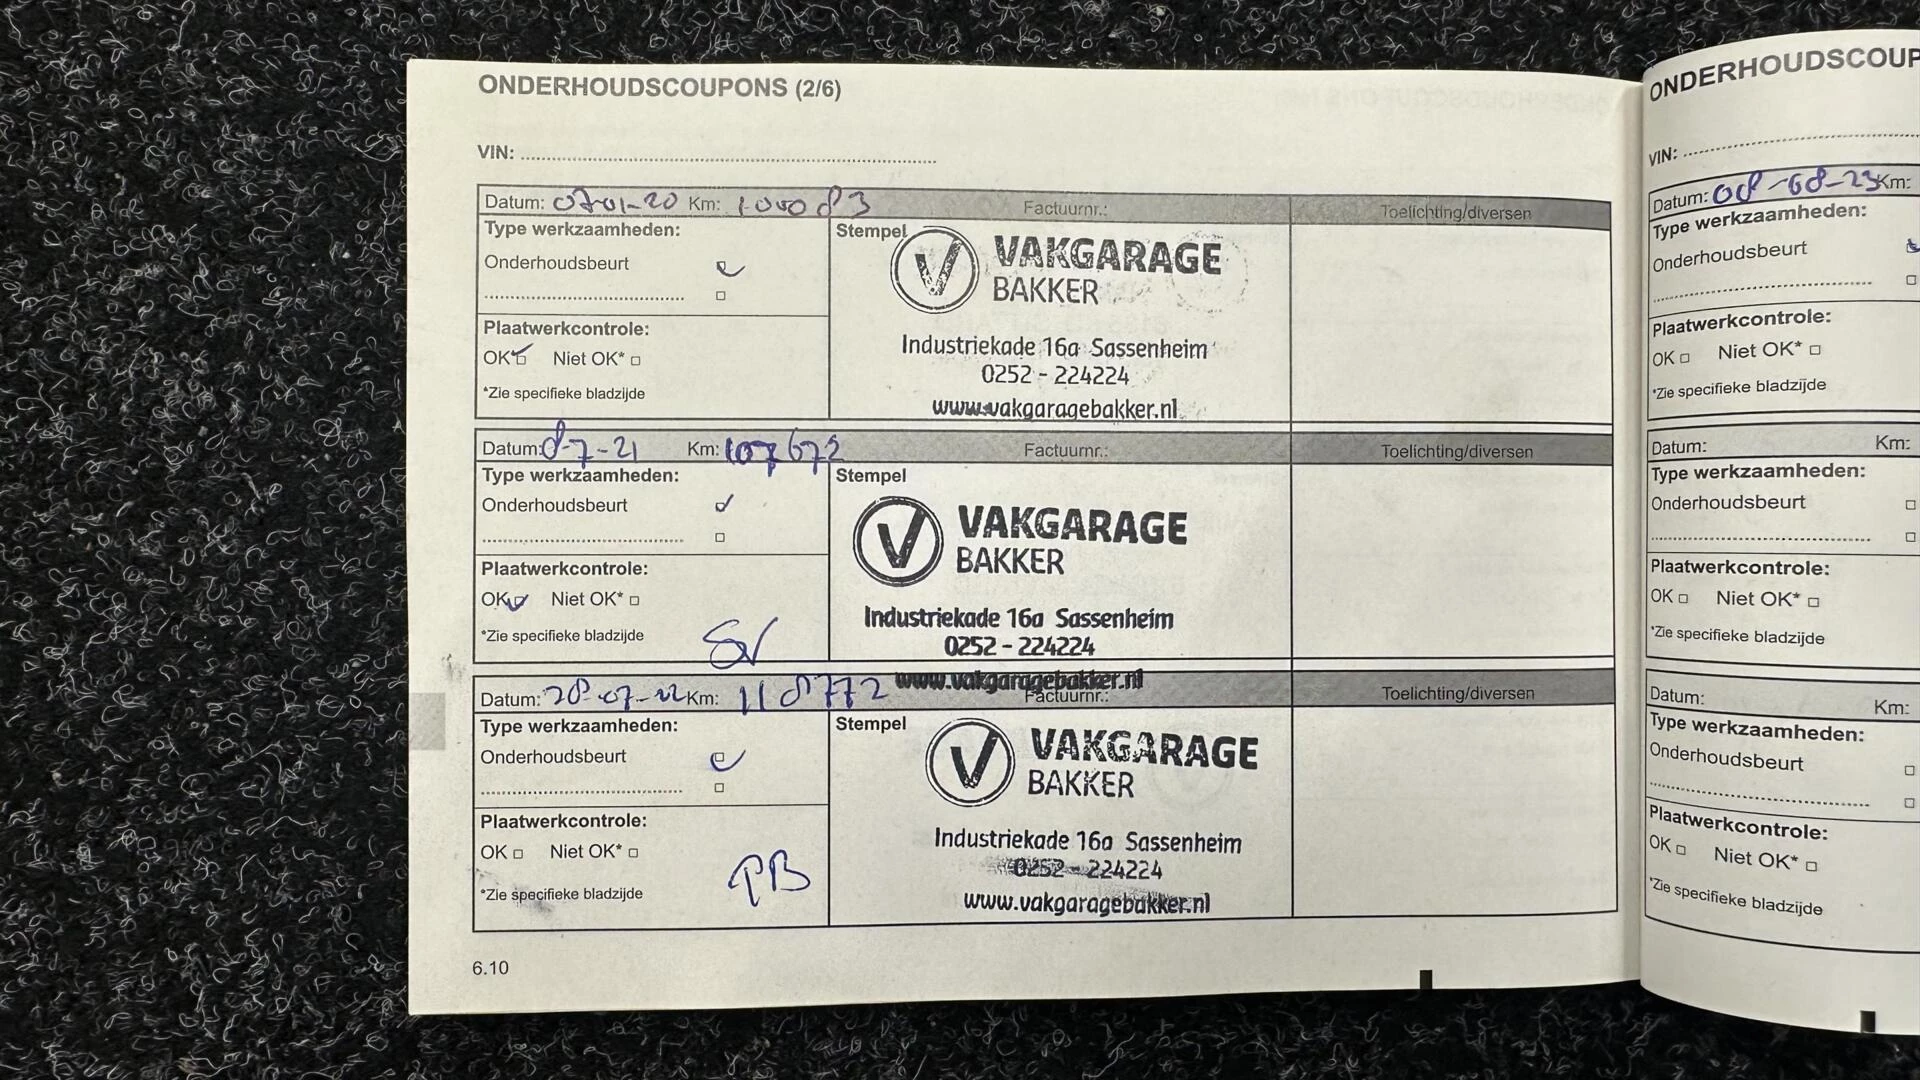 ONDERHOUDSCOUPONS (2/6)
VIN:
Datum: 07-01-20 Km: 100083 Factuurnr.: Toelichting/diversen
Type werkzaamheden:
Onderhoudsbeurt
Plaatwerkcontrole:
OK Niet OK*
*Zie specifieke bladzijde
Stempel
VAKGARAGE
BAKKER
Industriekade 16a Sassenheim
0252 - 224224
www.vakgaragebakker.nl
Datum: 8-7-21 Km: 107672 Factuurnr.: Toelichting/diversen
Type werkzaamheden:
Onderhoudsbeurt
Plaatwerkcontrole:
OK Niet OK*
*Zie specifieke bladzijde
Stempel
VAKGARAGE
BAKKER
Industriekade 16a Sassenheim
0252 - 224224
www.vakgaragebakker.nl
Datum: 28-07-22 Km: 118772 Factuurnr.: Toelichting/diversen
Type werkzaamheden:
Onderhoudsbeurt
Plaatwerkcontrole:
OK Niet OK*
*Zie specifieke bladzijde
PB
Stempel
VAKGARAGE
BAKKER
Industriekade 16a Sassenheim
0252 - 224224
www.vakgaragebakker.nl
6.10
ONDERHOUDSCOUP
VIN:
Datum: 08-08-23 Km:
Type werkzaamheden:
Onderhoudsbeurt
Plaatwerkcontrole:
OK Niet OK*
*Zie specifieke bladzijde
Datum: Km:
Type werkzaamheden:
Onderhoudsbeurt
Plaatwerkcontrole:
OK Niet OK*
*Zie specifieke bladzijde
Datum: Km:
Type werkzaamheden:
Onderhoudsbeurt
Plaatwerkcontrole:
OK Niet OK*
*Zie specifieke bladzijde